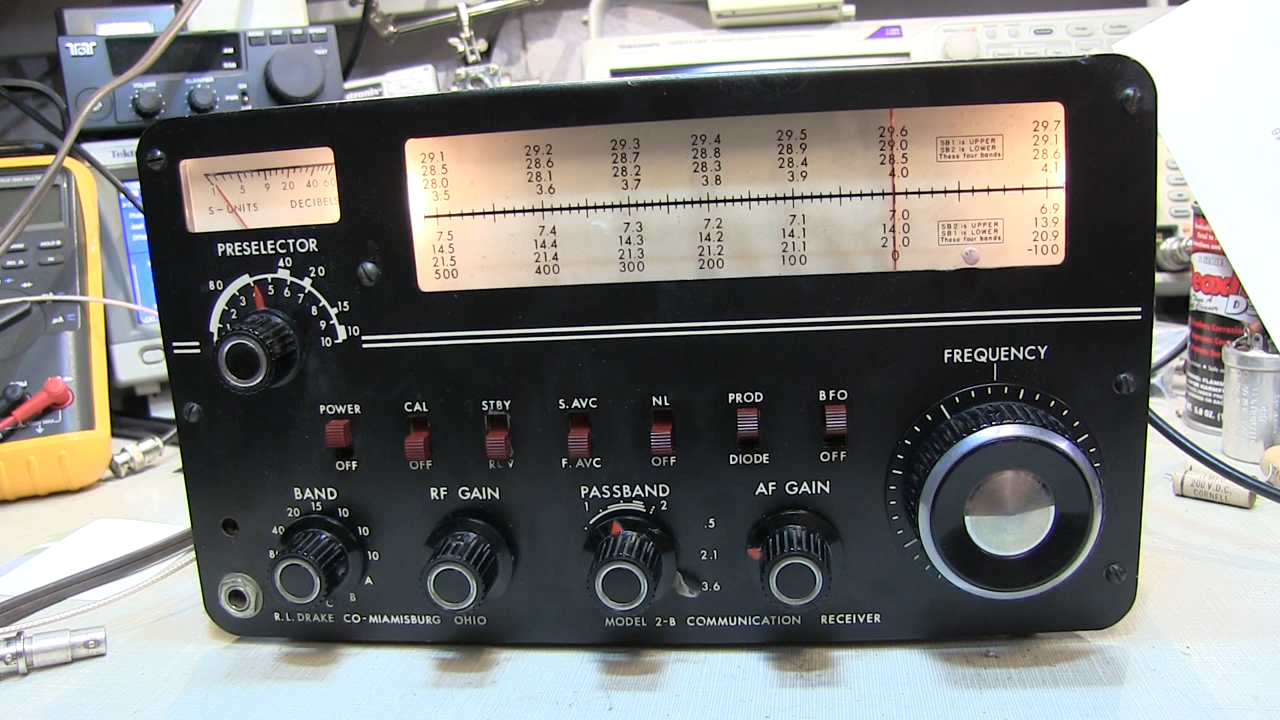 TEN TEC
VOLUME
Tektronix
29.1 29.2 29.3 29.4 29.5 29.6 29.7
28.5 28.6 28.7 28.8 28.9 29.0 29.1
28.0 28.1 28.2 28.3 28.4 28.5 28.6
3.5 3.6 3.7 3.8 3.9 4.0 4.1
SB1 is UPPER
SB2 is LOWER
These four bands
7.5 7.4 7.3 7.2 7.1 7.0 6.9
14.5 14.4 14.3 14.2 14.1 14.0 13.9
21.5 21.4 21.3 21.2 21.1 21.0 20.9
500 400 300 200 100 0 -100
SB2 is UPPER
SB1 is LOWER
These four bands
1 5 9 20 40 60
S-UNITS DECIBELS
PRESELECTOR
80 40 20 15 10
1 2 3 5 6 7 8 9 10
FREQUENCY
POWER CAL STBY S.AVC NL PROD BFO
OFF OFF RCV F.AVC OFF DIODE OFF
BAND RF GAIN PASSBAND AF GAIN
80 40 20 15 10 10 10 A B C
1 2
.5
2.1
3.6
R.L. DRAKE CO-MIAMISBURG OHIO
MODEL 2-B COMMUNICATION RECEIVER
200 V.D.C.
CORNELL